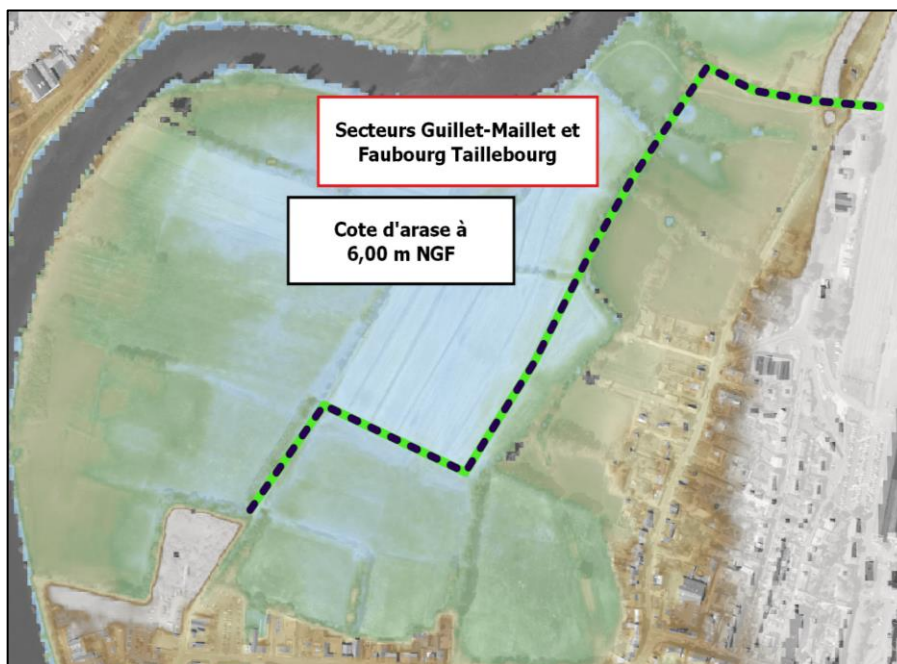 Secteurs Guillet-Maillet et
Faubourg Taillebourg
Cote d'arase à
6,00 m NGF